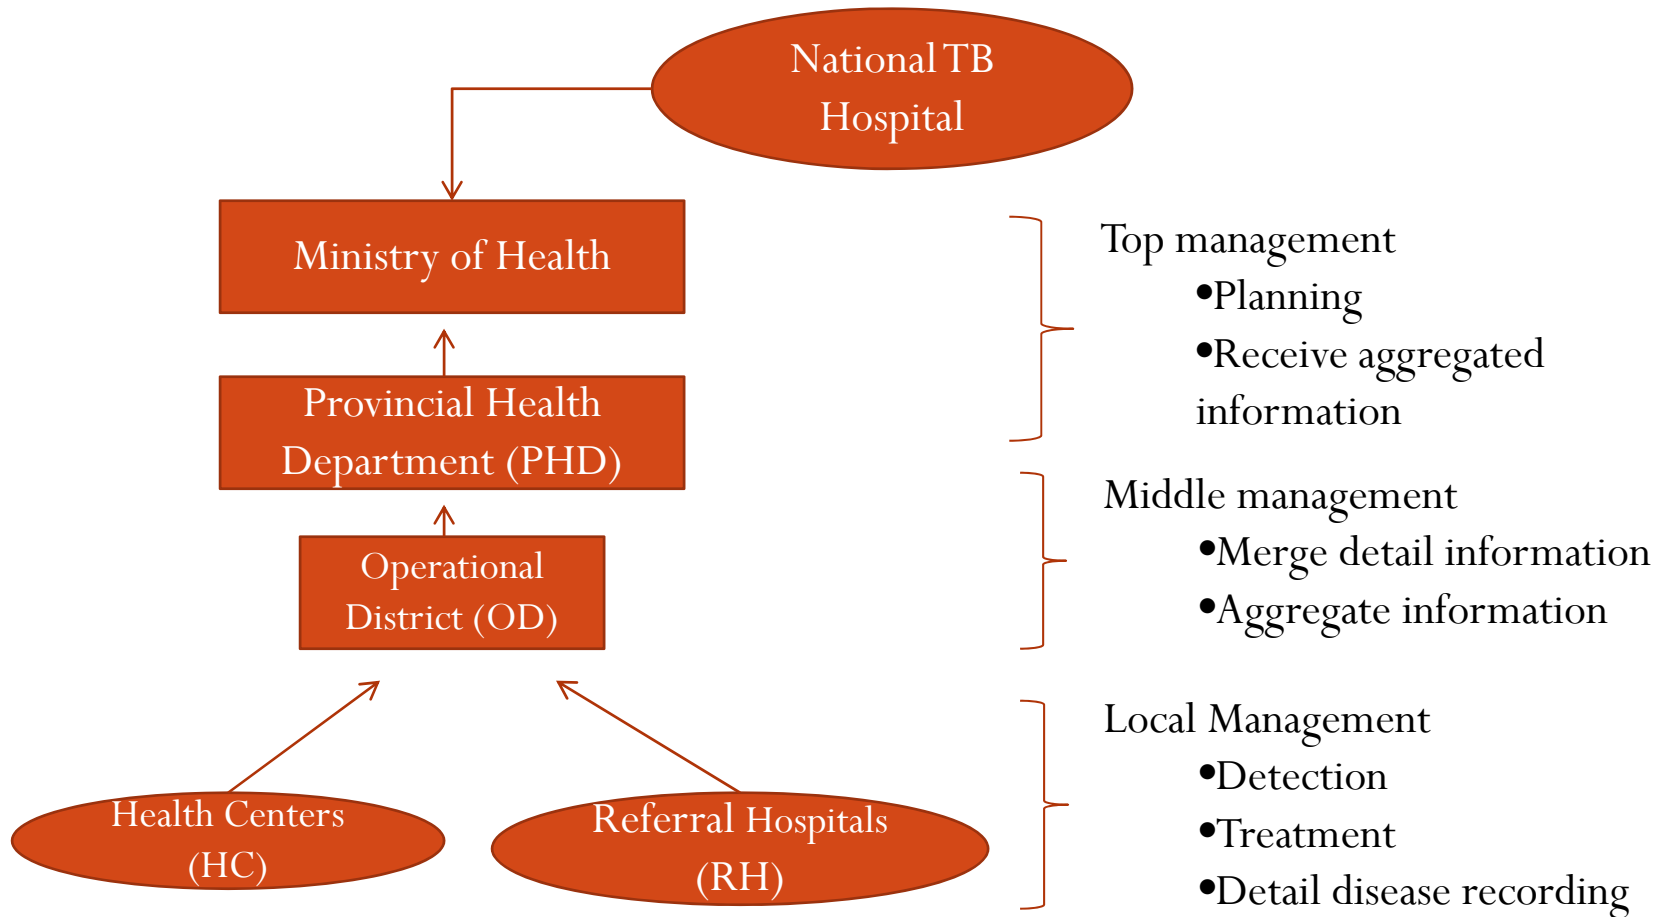 National TB
Hospital
Ministry of Health
Provincial Health
Department (PHD)
Operational
District (OD)
Health Centers
(HC)
Referral Hospitals
(RH)
Top management
•Planning
•Receive aggregated
information
Middle management
•Merge detail information
•Aggregate information
Local Management
•Detection
•Treatment
•Detail disease recording